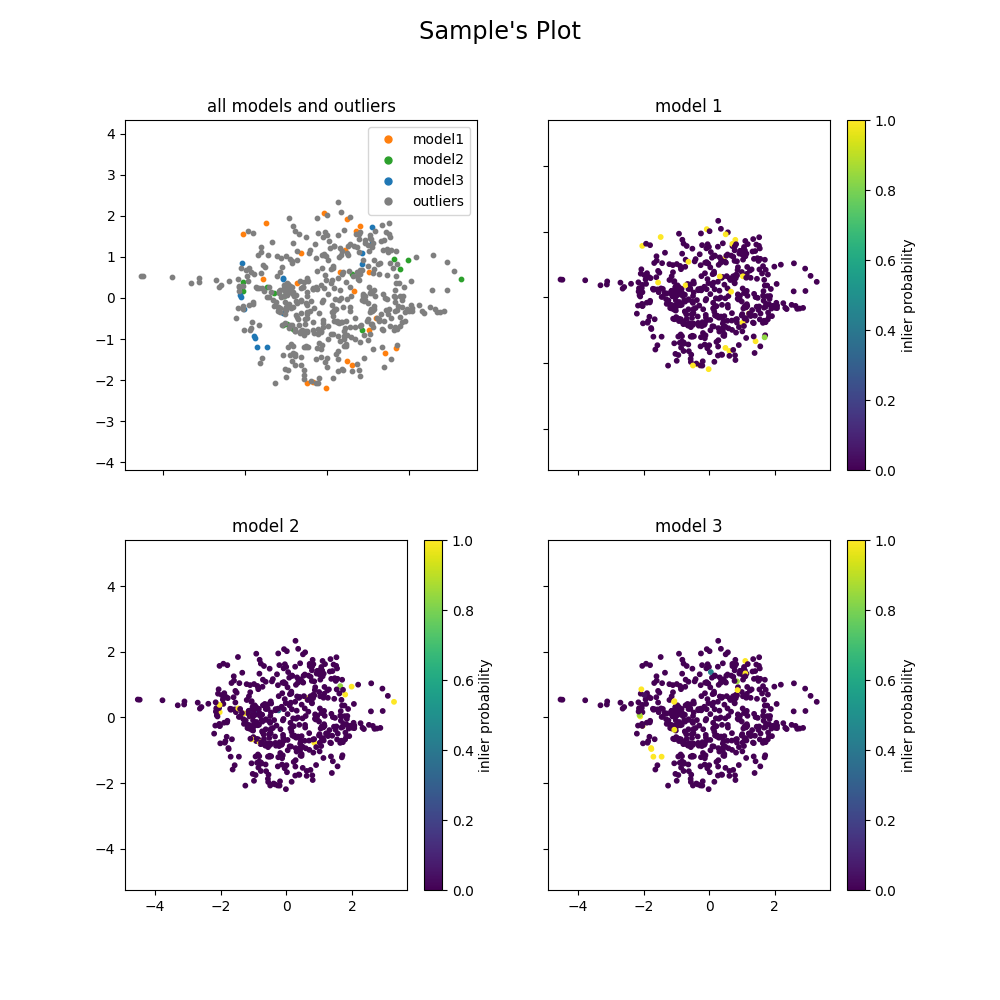 Sample's Plot
all models and outliers
model1
model2
model3
outliers
4
3
2
1
0
−1
−2
−3
−4
model 1
1.0
0.8
0.6
0.4
0.2
0.0
inlier probability
model 2
4
2
0
−2
−4
−4 −2 0 2
1.0
0.8
0.6
0.4
0.2
0.0
inlier probability
model 3
−4 −2 0 2
1.0
0.8
0.6
0.4
0.2
0.0
inlier probability